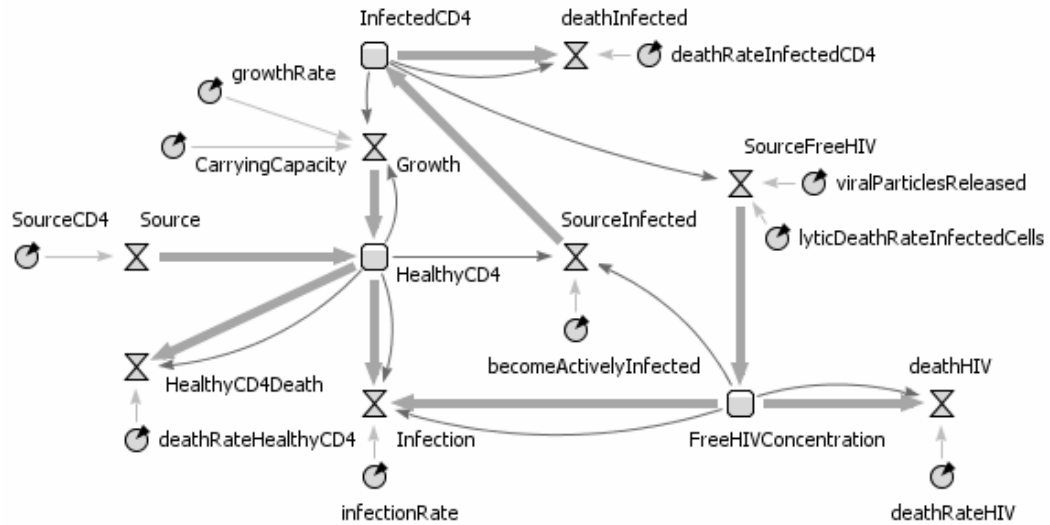 InfectedCD4
deathInfected
growthRate
deathRateInfectedCD4
CarryingCapacity
Growth
SourceFreeHIV
viralParticlesReleased
SourceCD4
Source
SourceInfected
lyticDeathRateInfectedCells
HealthyCD4
HealthyCD4Death
becomeActivelyInfected
deathHIV
deathRateHealthyCD4
Infection
FreeHIVConcentration
infectionRate
deathRateHIV